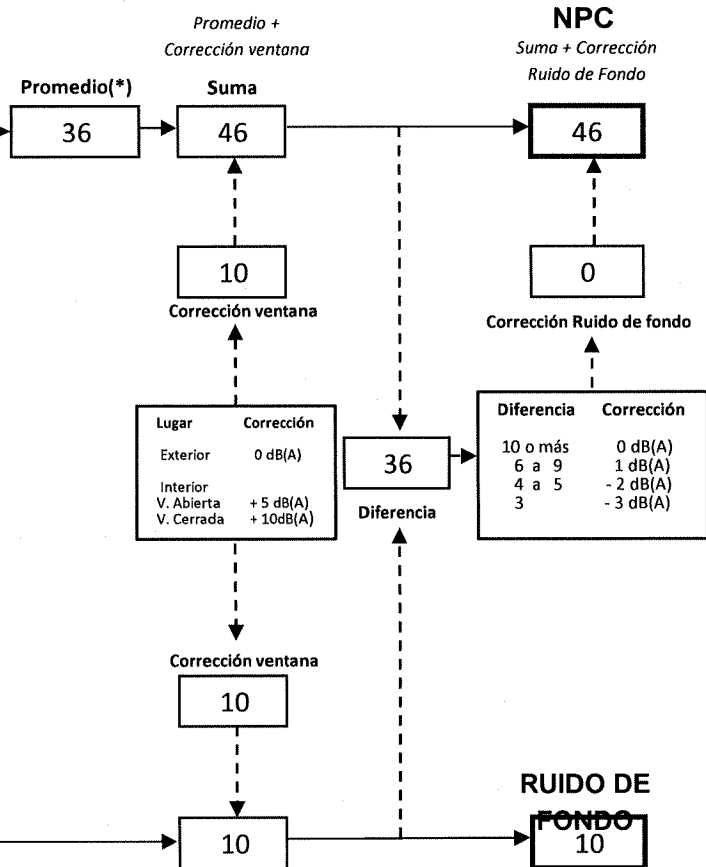 Promedio +
Corrección ventana
NPC
Suma + Corrección
Ruido de Fondo
Promedio(*)
Suma
36
46
46
10
0
Corrección ventana
Corrección Ruido de fondo
Lugar Corrección
Exterior 0 dB(A)
Interior
V. Abierta + 5 dB(A)
V. Cerrada + 10dB(A)
36
Diferencia
Diferencia Corrección
10 o más 0 dB(A)
6 a 9 1 dB(A)
4 a 5 - 2 dB(A)
3 - 3 dB(A)
Corrección ventana
10
10
RUIDO DE
FONDO
10